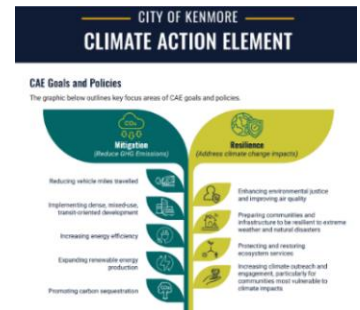 CITY OF KENMORE
CLIMATE ACTION ELEMENT
CAE Goals and Policies
The graphic below outlines key focus areas of CAE goals and policies.
CO₂
Mitigation
(Reduce GHG Emissions)
Reducing vehicle miles travelled
Implementing dense, mixed-use,
transit-oriented development
Increasing energy efficiency
Expanding renewable energy
production
Promoting carbon sequestration
Resilience
(Address climate change impacts)
Enhancing environmental justice
and improving air quality
Preparing communities and
infrastructure to be resilient to extreme
weather and natural disasters
Protecting and restoring
ecosystem services
Increasing climate outreach and
engagement, particularly for
communities most vulnerable to
climate impacts